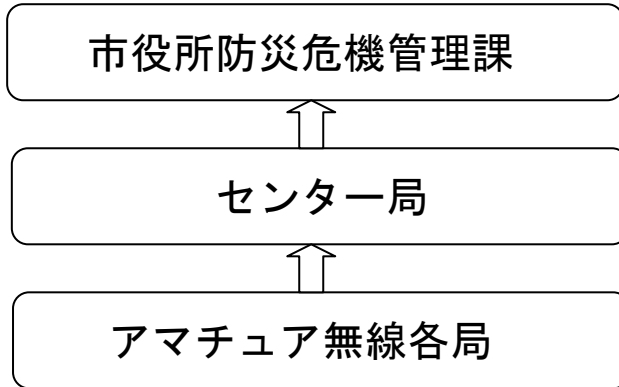 市役所防災危機管理課
センター局
アマチュア無線各局